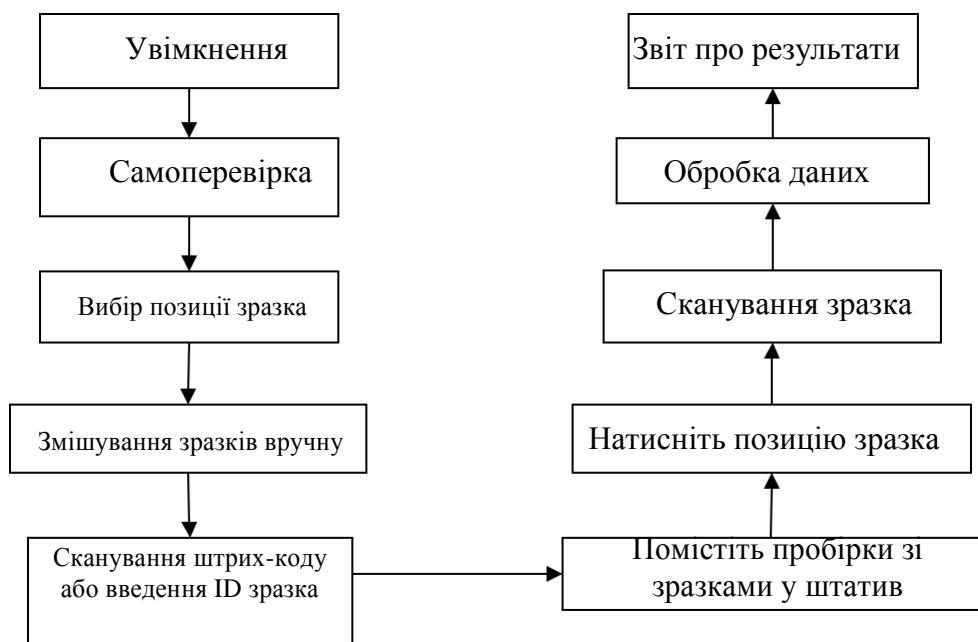 Увімкнення
Самоперевірка
Вибір позиції зразка
Змішування зразків вручну
Сканування штрих-коду
або введення ID зразка
Помістіть пробірки зі
зразками у штатив
Натисніть позицію зразка
Сканування зразка
Обробка даних
Звіт про результати